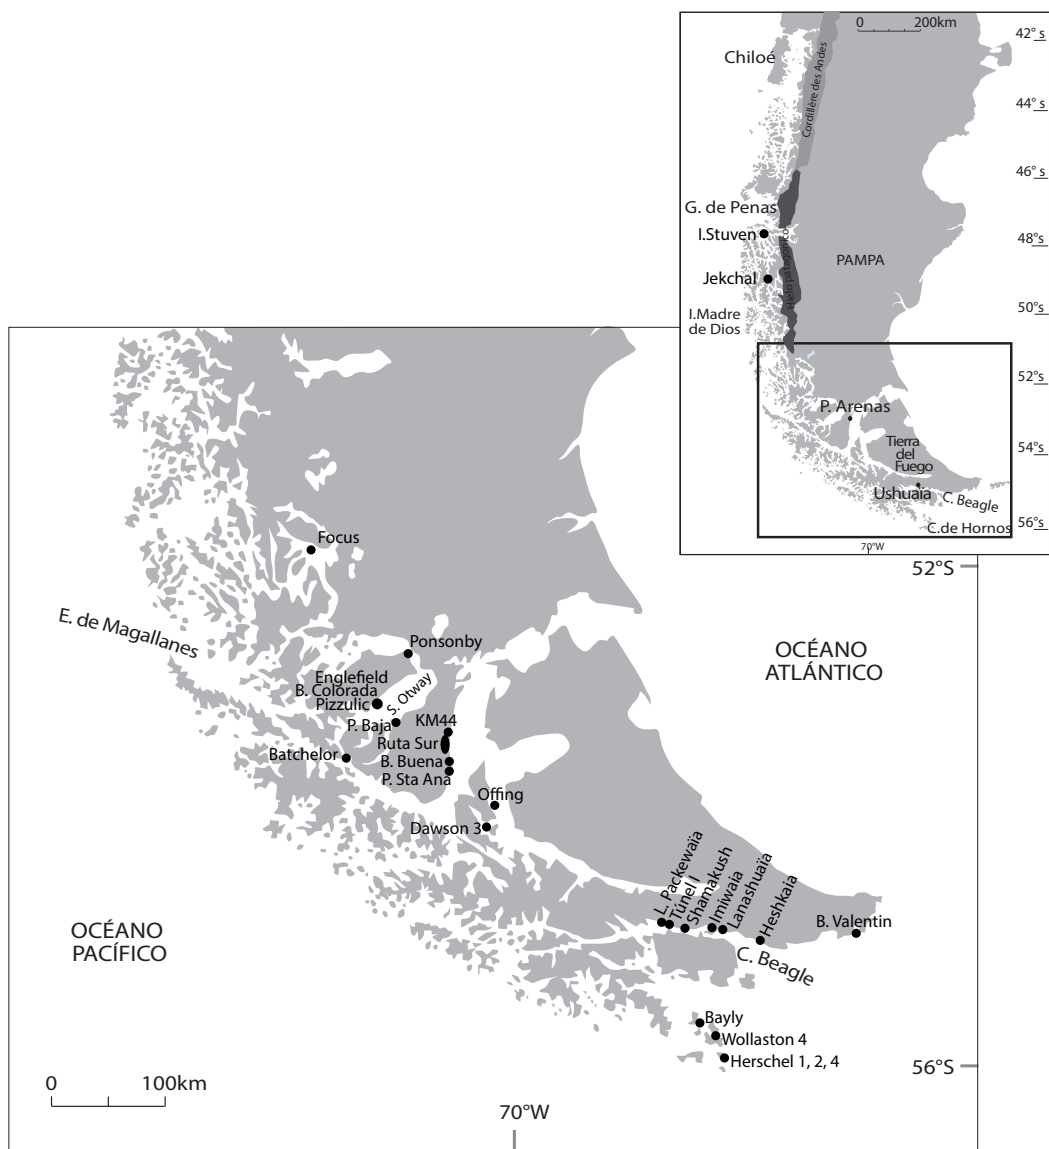 0
200km
42° s
Chiloé
Cordillère des Andes
44° s
46° s
G. de Penas
I.Stuven
48° s
Hielo patagonico
PAMPA
Jekchal
50° s
I.Madre
de Dios
52° s
P. Arenas
Tierra
del
Fuego
54° s
Ushuaïa
C. Beagle
C.de Hornos
56° s
70°W
52°S
Focus
E. de Magallanes
Ponsonby
OCÉANO
ATLÁNTICO
Englefield
B. Colorada
Pizzulic
S. Otway
P. Baja
KM44
Ruta Sur
Batchelor
B. Buena
P. Sta Ana
Offing
Dawson 3
L. Packewaïa
Túnel I
Shamakush
Imiwaia
Lanashuaïa
Heshkaia
B. Valentin
OCÉANO
PACÍFICO
C. Beagle
Bayly
Wollaston 4
Herschel 1, 2, 4
56°S
0
100km
70°W